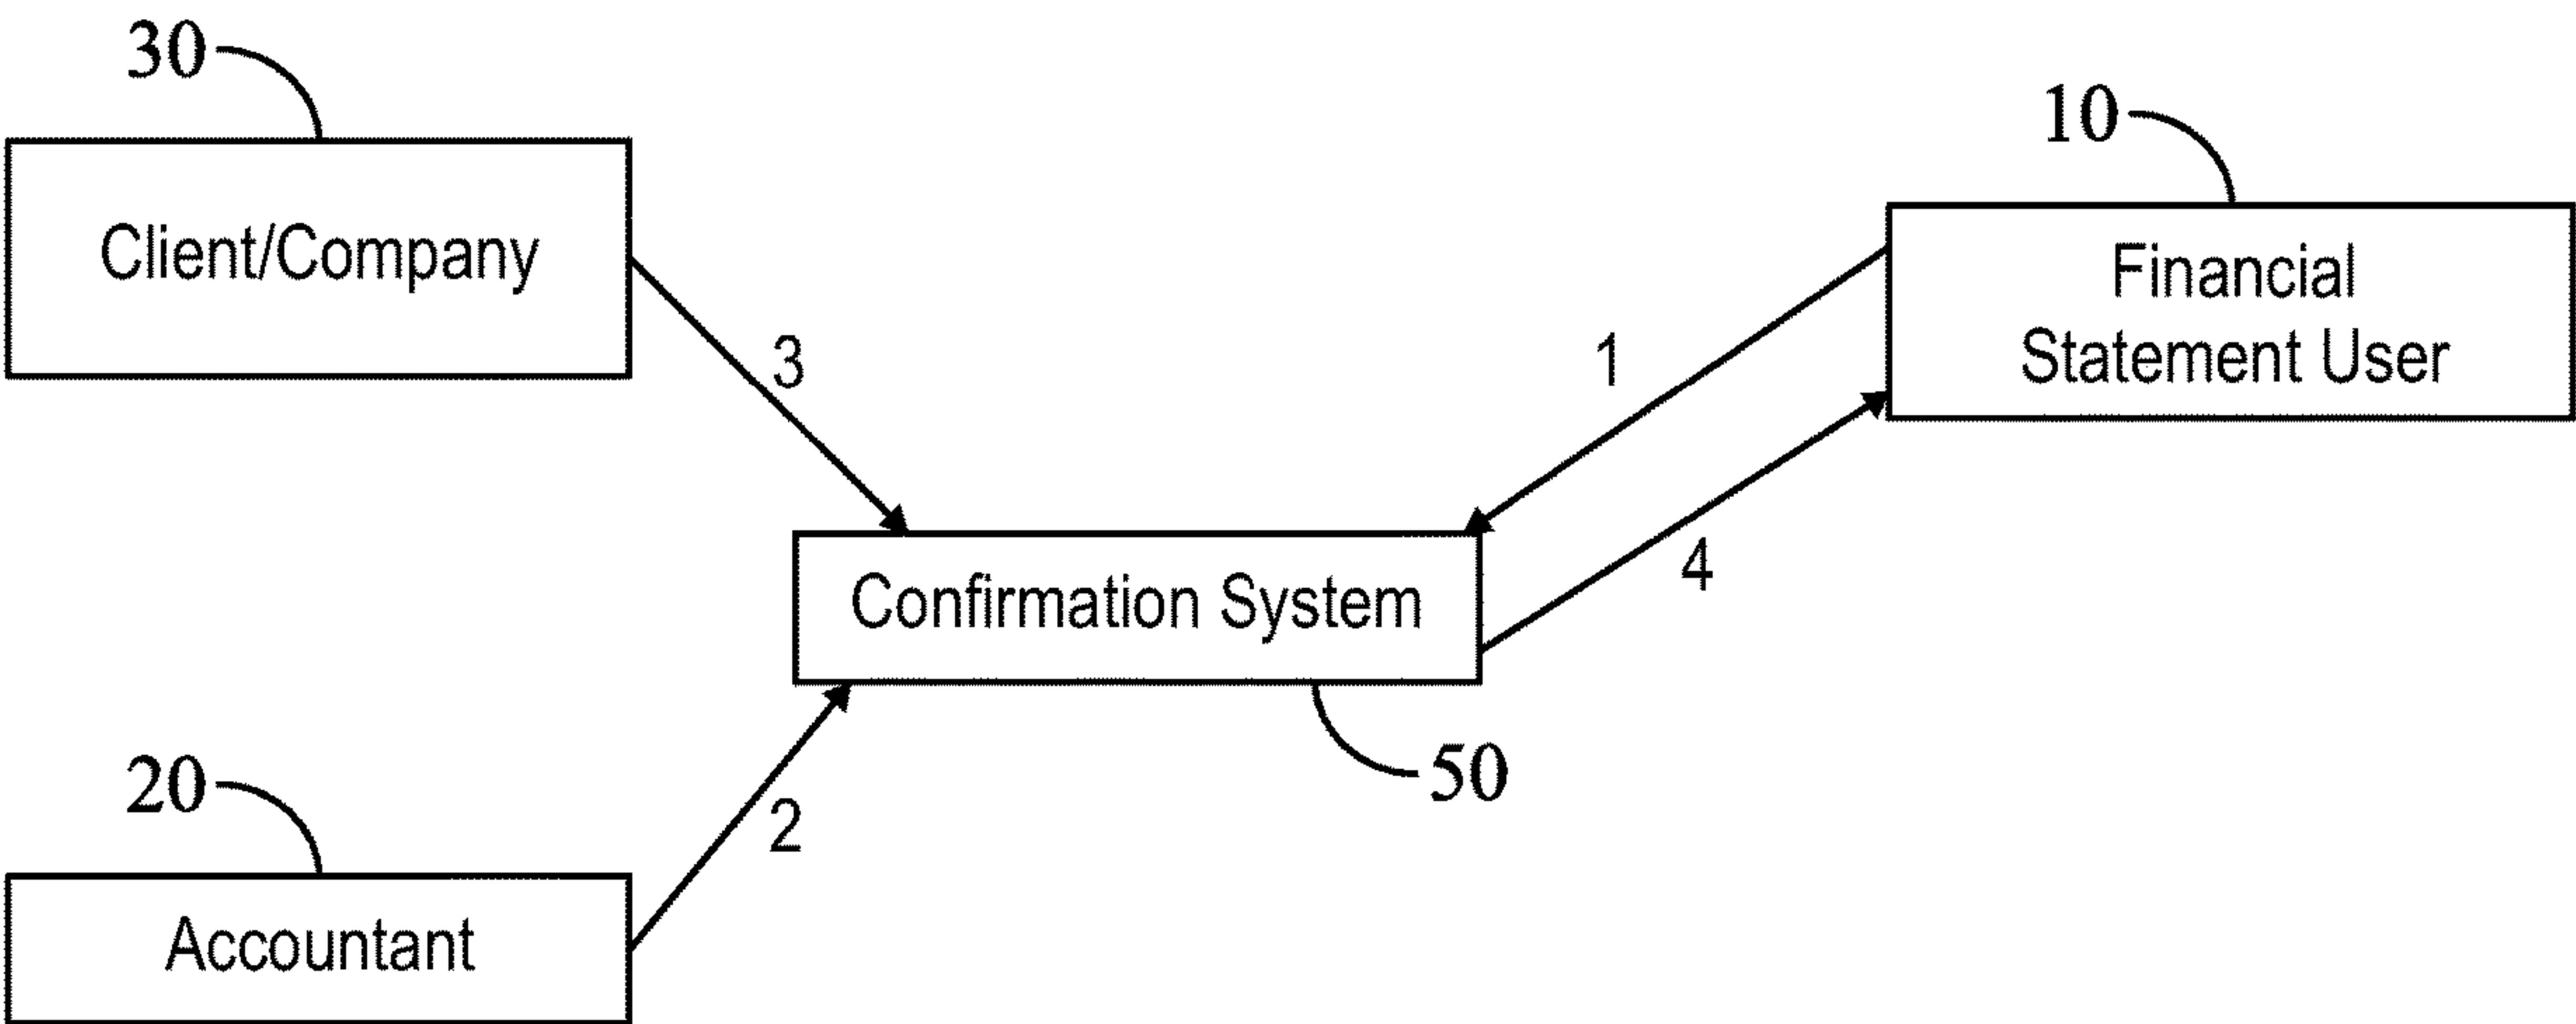 30
10
Client/Company
Financial
Statement User
3
1
Confirmation System
4
20
50
2
Accountant